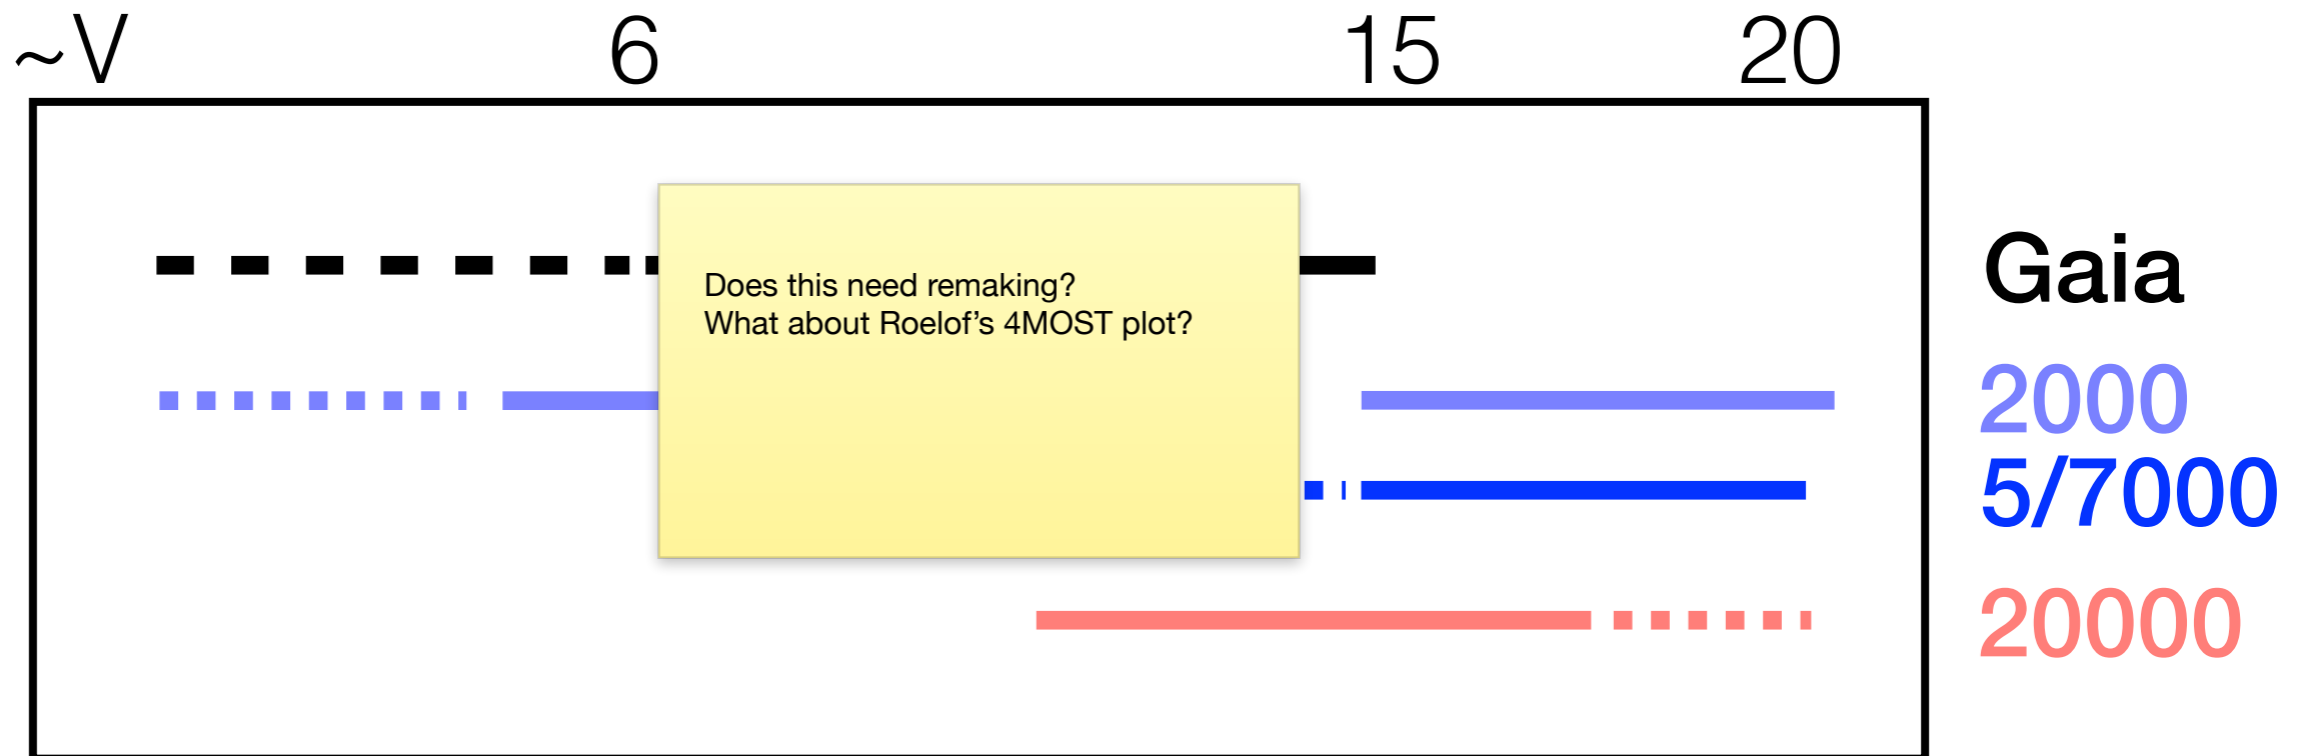 ~V 6 15 20
Gaia
Does this need remaking?
What about Roelof’s 4MOST plot?
2000
5/7000
20000